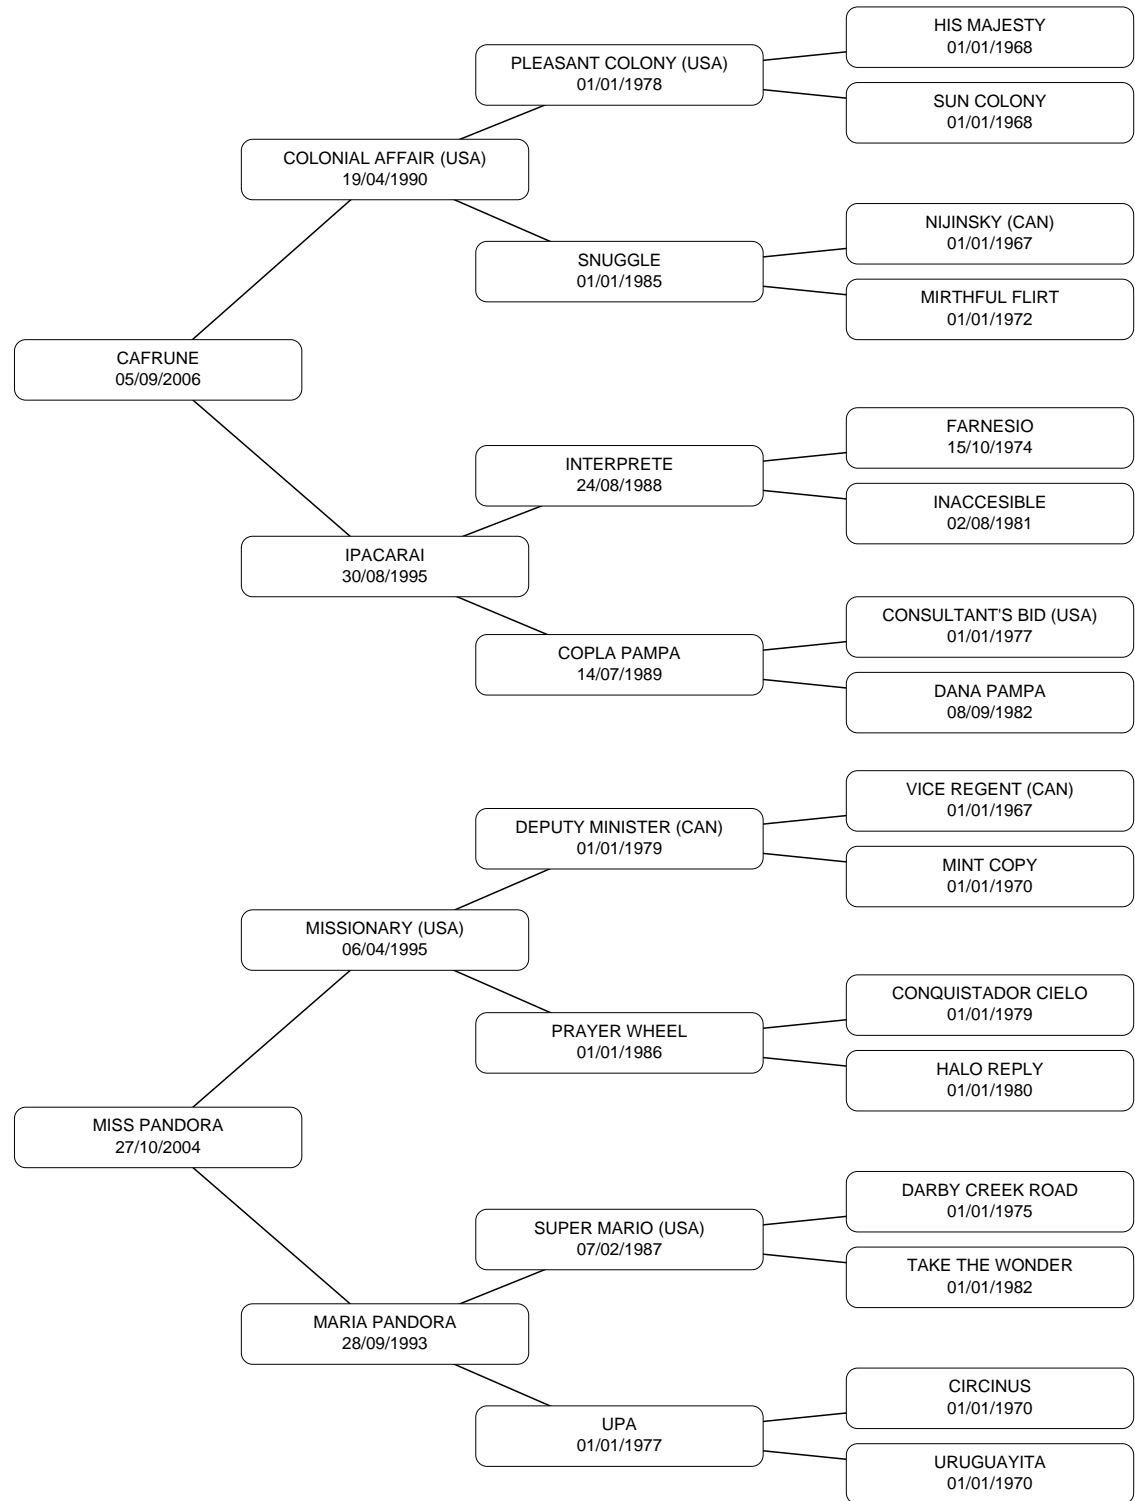 HIS MAJESTY
01/01/1968
PLEASANT COLONY (USA)
01/01/1978
SUN COLONY
01/01/1968
COLONIAL AFFAIR (USA)
19/04/1990
NIJINSKY (CAN)
01/01/1967
SNUGGLE
01/01/1985
MIRTHFUL FLIRT
01/01/1972
CAFRUNE
05/09/2006
FARNESIO
15/10/1974
INTERPRETE
24/08/1988
INACCESIBLE
02/08/1981
IPACARAI
30/08/1995
CONSULTANT'S BID (USA)
01/01/1977
COPLA PAMPA
14/07/1989
DANA PAMPA
08/09/1982
VICE REGENT (CAN)
01/01/1967
DEPUTY MINISTER (CAN)
01/01/1979
MINT COPY
01/01/1970
MISSIONARY (USA)
06/04/1995
CONQUISTADOR CIELO
01/01/1979
PRAYER WHEEL
01/01/1986
HALO REPLY
01/01/1980
MISS PANDORA
27/10/2004
DARBY CREEK ROAD
01/01/1975
SUPER MARIO (USA)
07/02/1987
TAKE THE WONDER
01/01/1982
MARIA PANDORA
28/09/1993
CIRCINUS
01/01/1970
UPA
01/01/1977
URUGUAYITA
01/01/1970